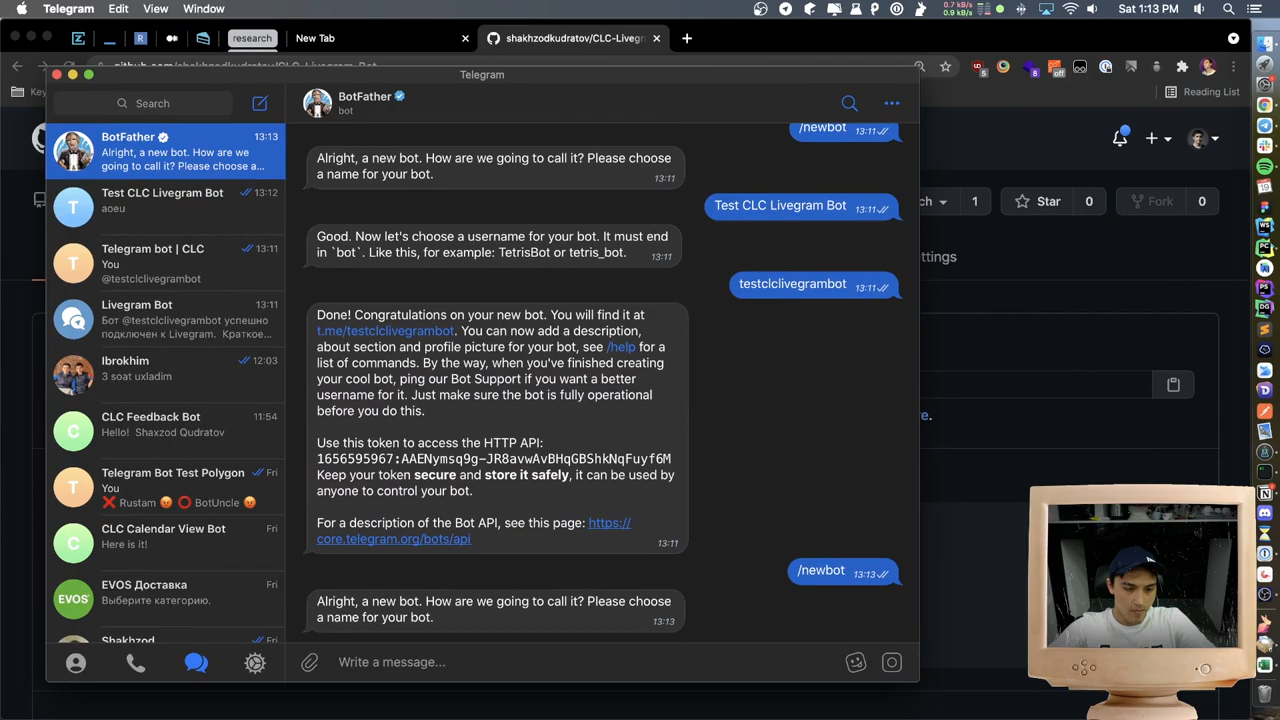 Telegram Edit View Window
0.7 kB/s
0.9 kB/s
Sat 1:13 PM
research
New Tab
shakhzodkudratov/CLC-Livegr
github.com/shakhzodkudratov/CLC-Livegram-Bot
Reading List
Telegram
Search
BotFather
13:13
Alright, a new bot. How are we
going to call it? Please choose a...
Test CLC Livegram Bot
13:12
aoeu
Telegram bot | CLC
13:11
You
@testclclivegrambot
Livegram Bot
13:11
Бот @testclclivegrambot успешно
подключен к Livegram. Краткое...
Ibrokhim
12:03
3 soat uxladim
CLC Feedback Bot
11:54
Hello! Shaxzod Qudratov
Telegram Bot Test Polygon
Fri
You
❌ Rustam 😡 ⭕ BotUncle 😡
CLC Calendar View Bot
Fri
Here is it!
EVOS Доставка
Fri
Выберите категорию.
Shakhzod
Fri
BotFather
bot
/newbot
13:11
Alright, a new bot. How are we going to call it? Please choose
a name for your bot.
13:11
Test CLC Livegram Bot
13:11
Good. Now let's choose a username for your bot. It must end
in `bot`. Like this, for example: TetrisBot or tetris_bot.
13:11
testclclivegrambot
13:11
Done! Congratulations on your new bot. You will find it at
t.me/testclclivegrambot. You can now add a description,
about section and profile picture for your bot, see /help for a
list of commands. By the way, when you've finished creating
your cool bot, ping our Bot Support if you want a better
username for it. Just make sure the bot is fully operational
before you do this.
Use this token to access the HTTP API:
1656595967:AAENymsq9g-JR8avwAvBHqGBShkNqFuyf6M
Keep your token secure and store it safely, it can be used by
anyone to control your bot.
For a description of the Bot API, see this page: https://
core.telegram.org/bots/api
13:11
/newbot
13:13
Alright, a new bot. How are we going to call it? Please choose
a name for your bot.
13:13
Write a message...
1
Star
0
Fork
0
ettings